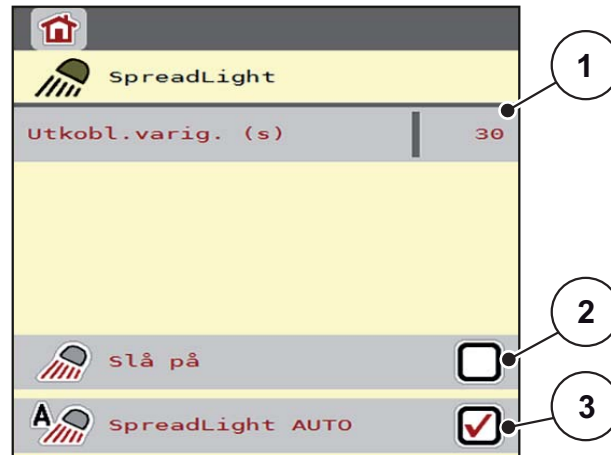 SpreadLight
1
Utkobl.varig. (s) 30
2
Slå på
3
A
SpreadLight AUTO